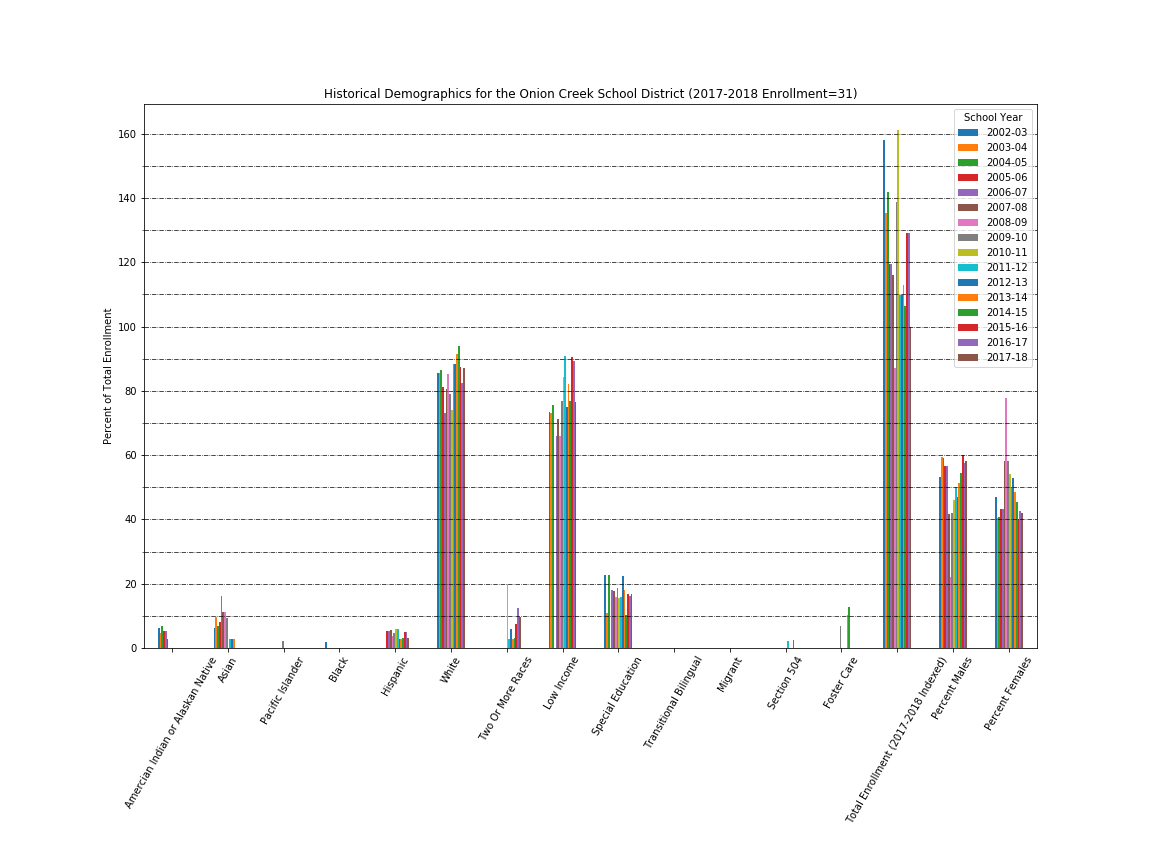 Historical Demographics for the Onion Creek School District (2017-2018 Enrollment=31)
Percent of Total Enrollment
160
140
120
100
80
60
40
20
0
School Year
2002-03
2003-04
2004-05
2005-06
2006-07
2007-08
2008-09
2009-10
2010-11
2011-12
2012-13
2013-14
2014-15
2015-16
2016-17
2017-18
Amercian Indian or Alaskan Native
Asian
Pacific Islander
Black
Hispanic
White
Two Or More Races
Low Income
Special Education
Transitional Bilingual
Migrant
Section 504
Foster Care
Total Enrollment (2017-2018 Indexed)
Percent Males
Percent Females